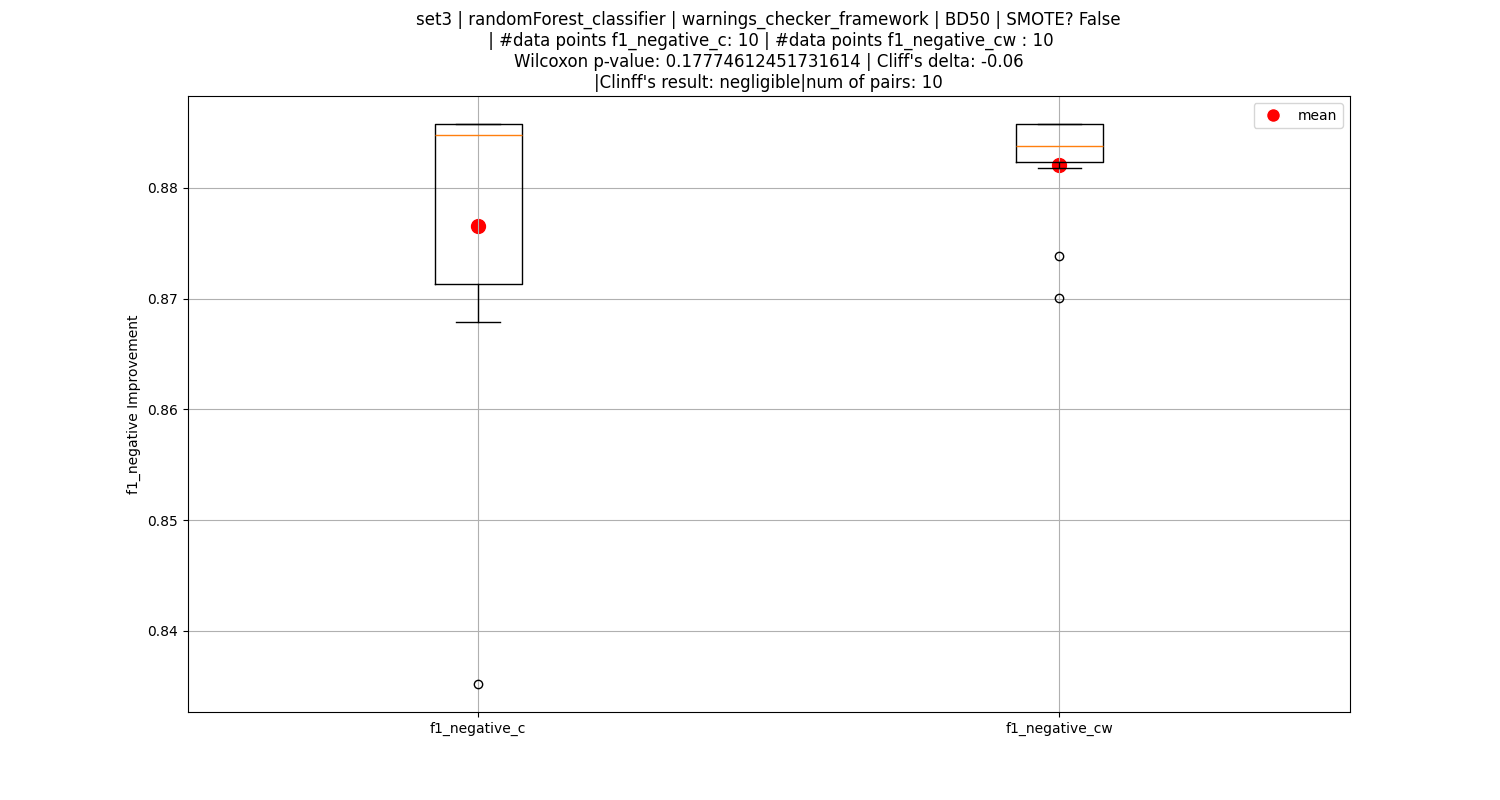 set3 | randomForest_classifier | warnings_checker_framework | BD50 | SMOTE? False
| #data points f1_negative_c: 10 | #data points f1_negative_cw : 10
Wilcoxon p-value: 0.17774612451731614 | Cliff's delta: -0.06
|Clinff's result: negligible|num of pairs: 10
mean
0.88
0.87
0.86
0.85
0.84
f1_negative Improvement
f1_negative_c
f1_negative_cw